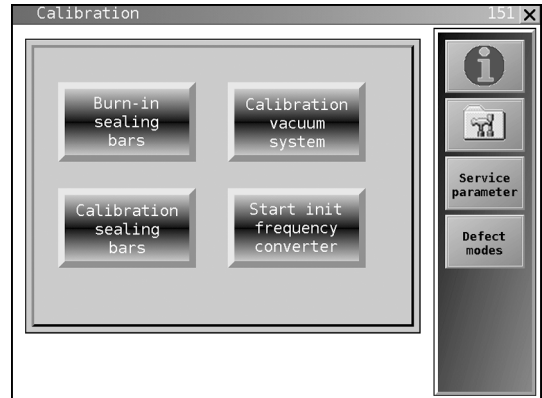 Calibration 151
Burn-in
sealing
bars
Calibration
vacuum
system
Calibration
sealing
bars
Start init
frequency
converter
Service
parameter
Defect
modes